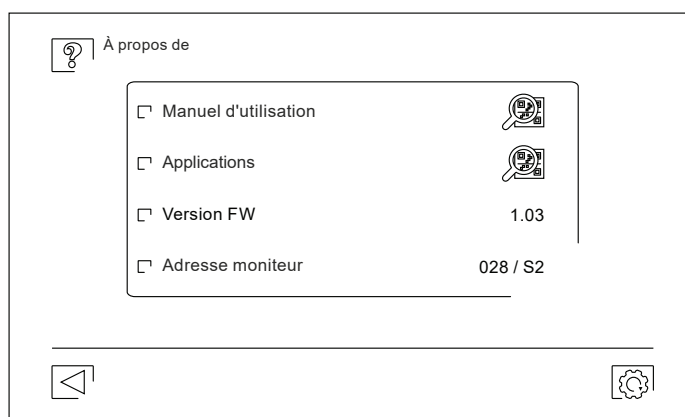 À propos de
Manuel d'utilisation
Applications
Version FW 1.03
Adresse moniteur 028 / S2